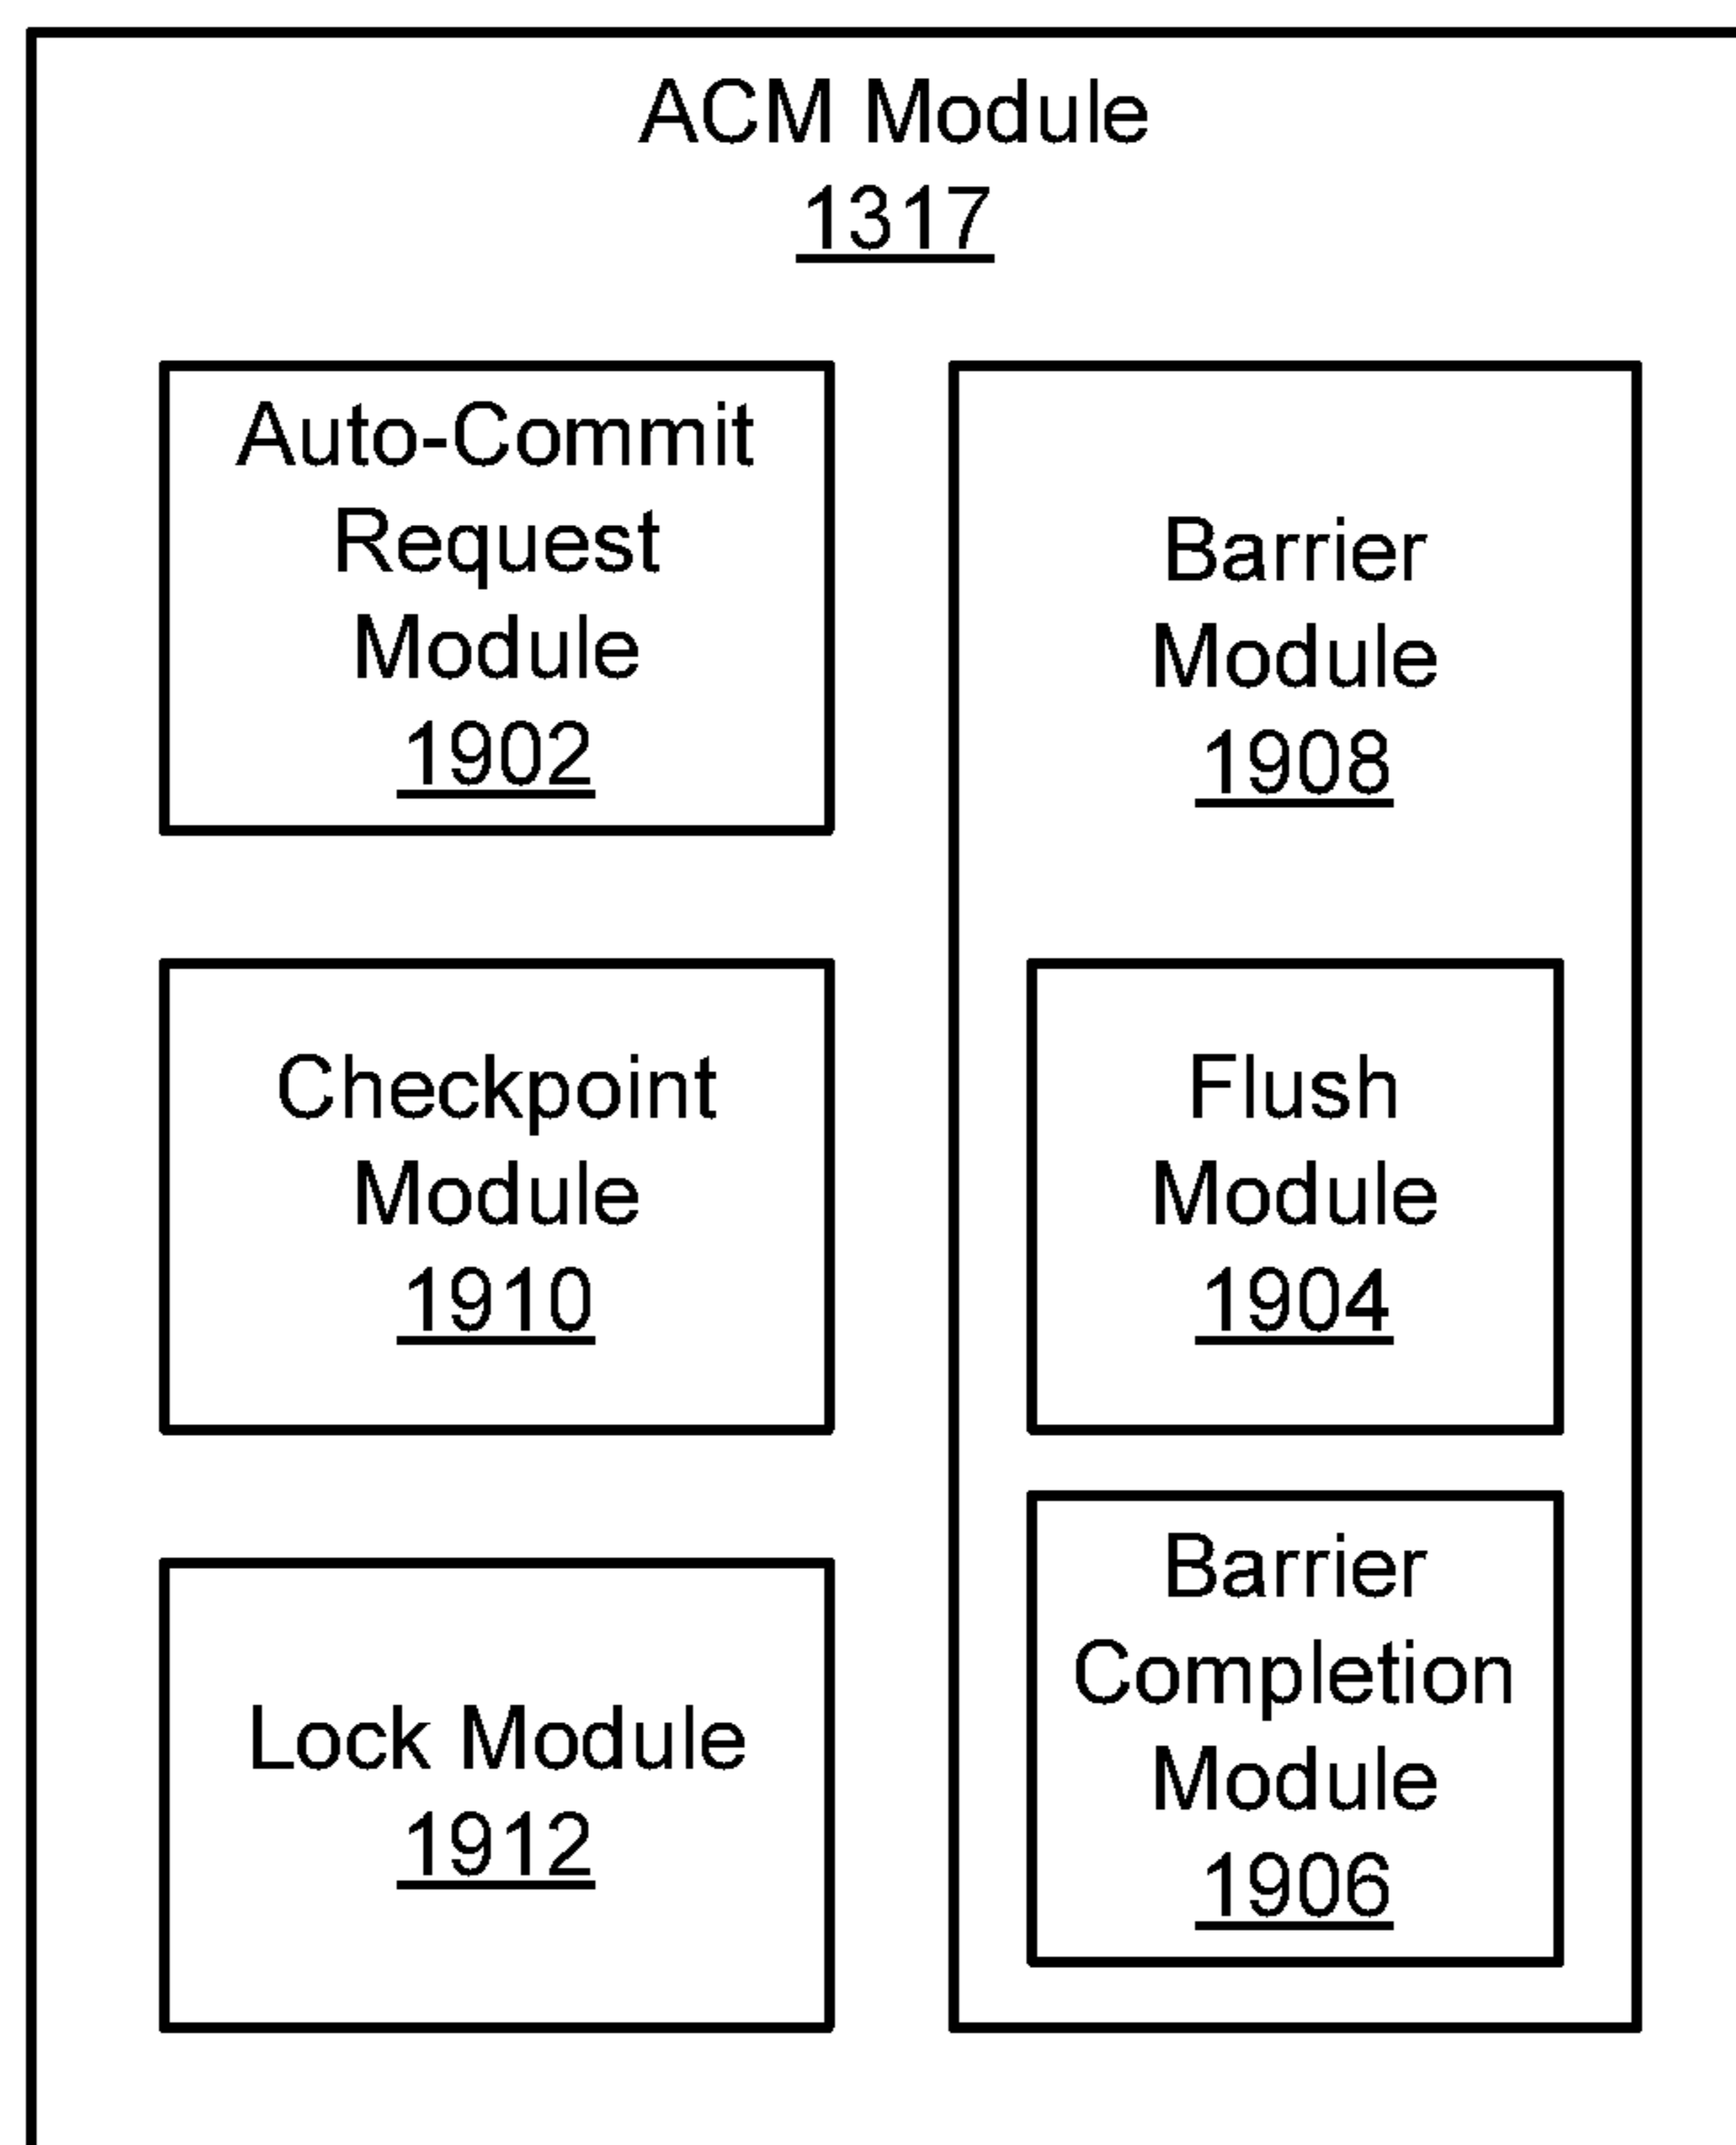 ACM Module
1317
Auto-Commit
Request
Module
1902
Checkpoint
Module
1910
Lock Module
1912
Barrier
Module
1908
Flush
Module
1904
Barrier
Completion
Module
1906